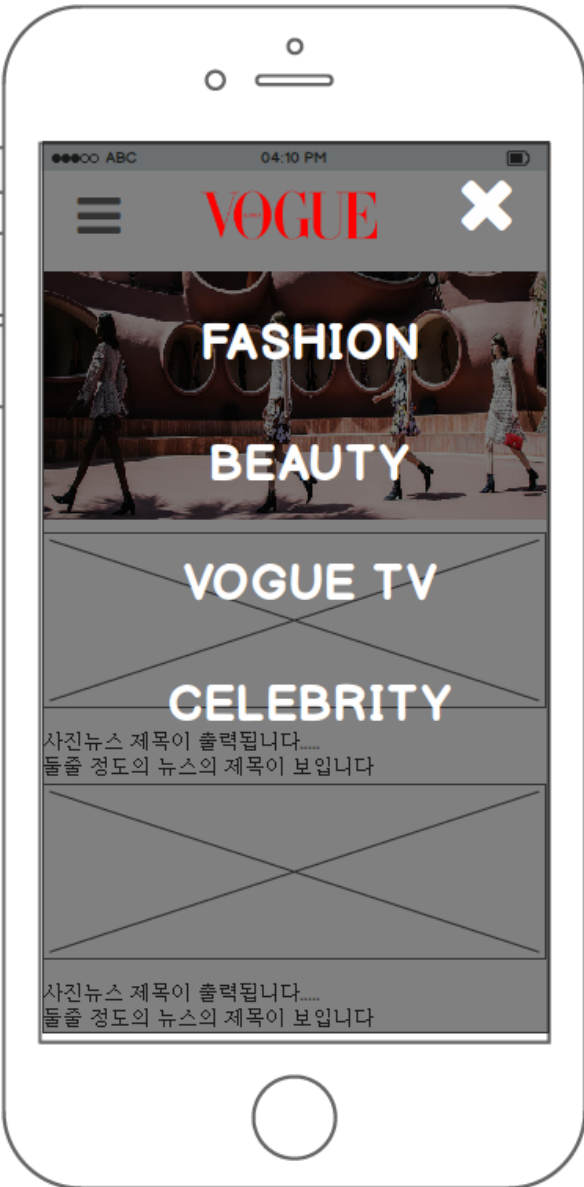 ABC 04:10 PM
VOGUE
FASHION
BEAUTY
VOGUE TV
CELEBRITY
사진뉴스 제목이 출력됩니다.....
둘줄 정도의 뉴스의 제목이 보입니다
사진뉴스 제목이 출력됩니다.....
둘줄 정도의 뉴스의 제목이 보입니다